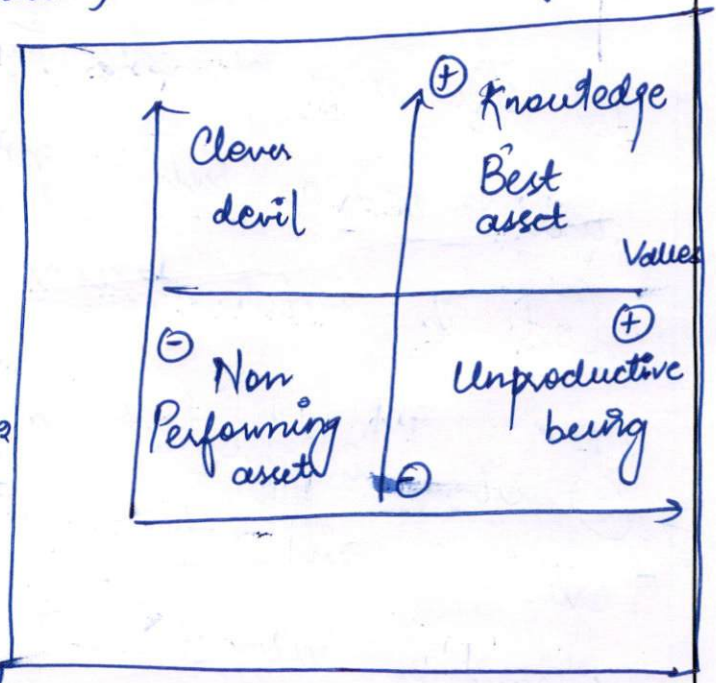 ⊕ Knowledge
Clever
devil
Best
asset
Values
⊕
⊖
Non
Performing
asset
Unproductive
being
⊖